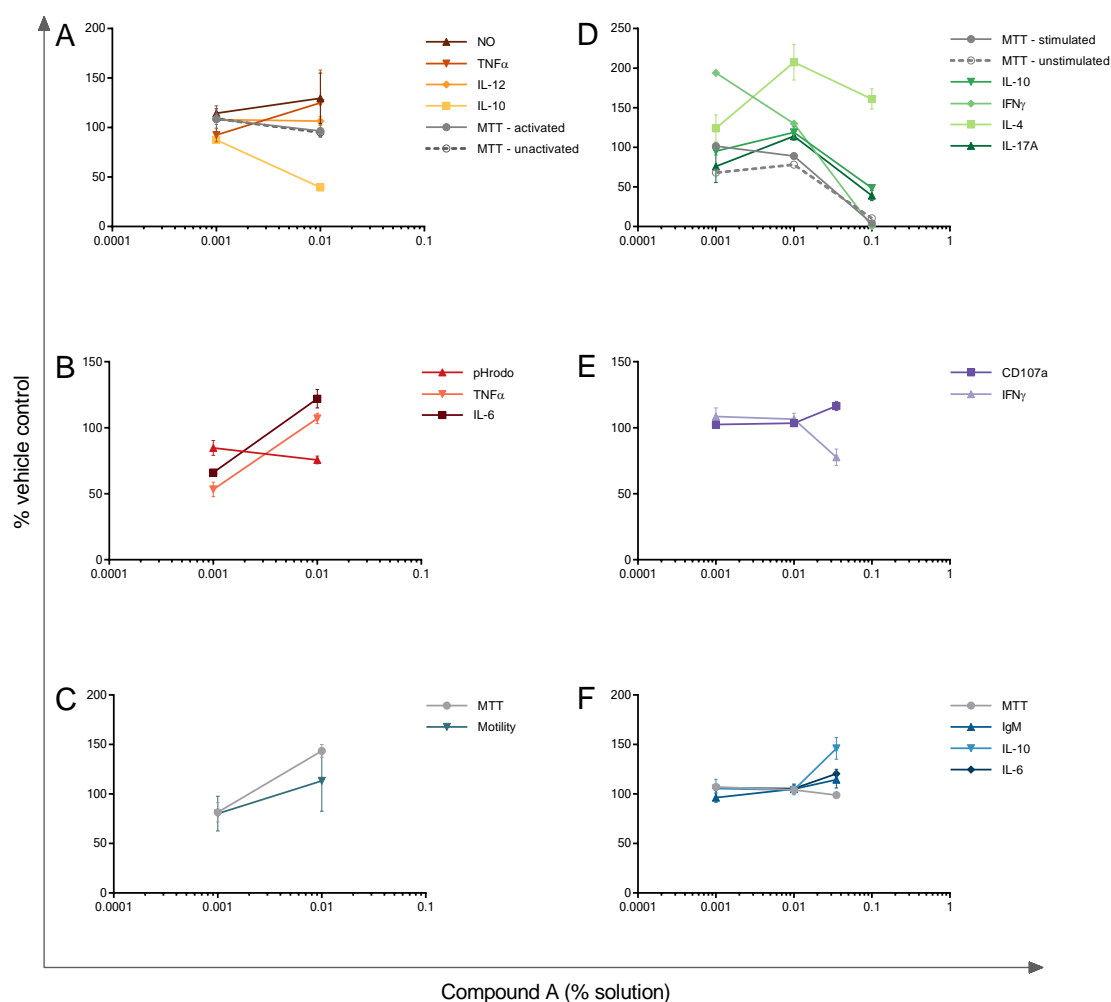 % vehicle control
A
200
150
100
50
0
0.0001
0.001
0.01
0.1
NO
TNFα
IL-12
IL-10
MTT - activated
MTT - unactivated
D
250
200
150
100
50
0
0.0001
0.001
0.01
0.1
1
MTT - stimulated
MTT - unstimulated
IL-10
IFNγ
IL-4
IL-17A
B
150
100
50
0
0.0001
0.001
0.01
0.1
pHrodo
TNFα
IL-6
E
150
100
50
0
0.0001
0.001
0.01
0.1
1
CD107a
IFNγ
C
200
150
100
50
0
0.0001
0.001
0.01
0.1
MTT
Motility
F
200
150
100
50
0
0.0001
0.001
0.01
0.1
1
MTT
IgM
IL-10
IL-6
Compound A (% solution)